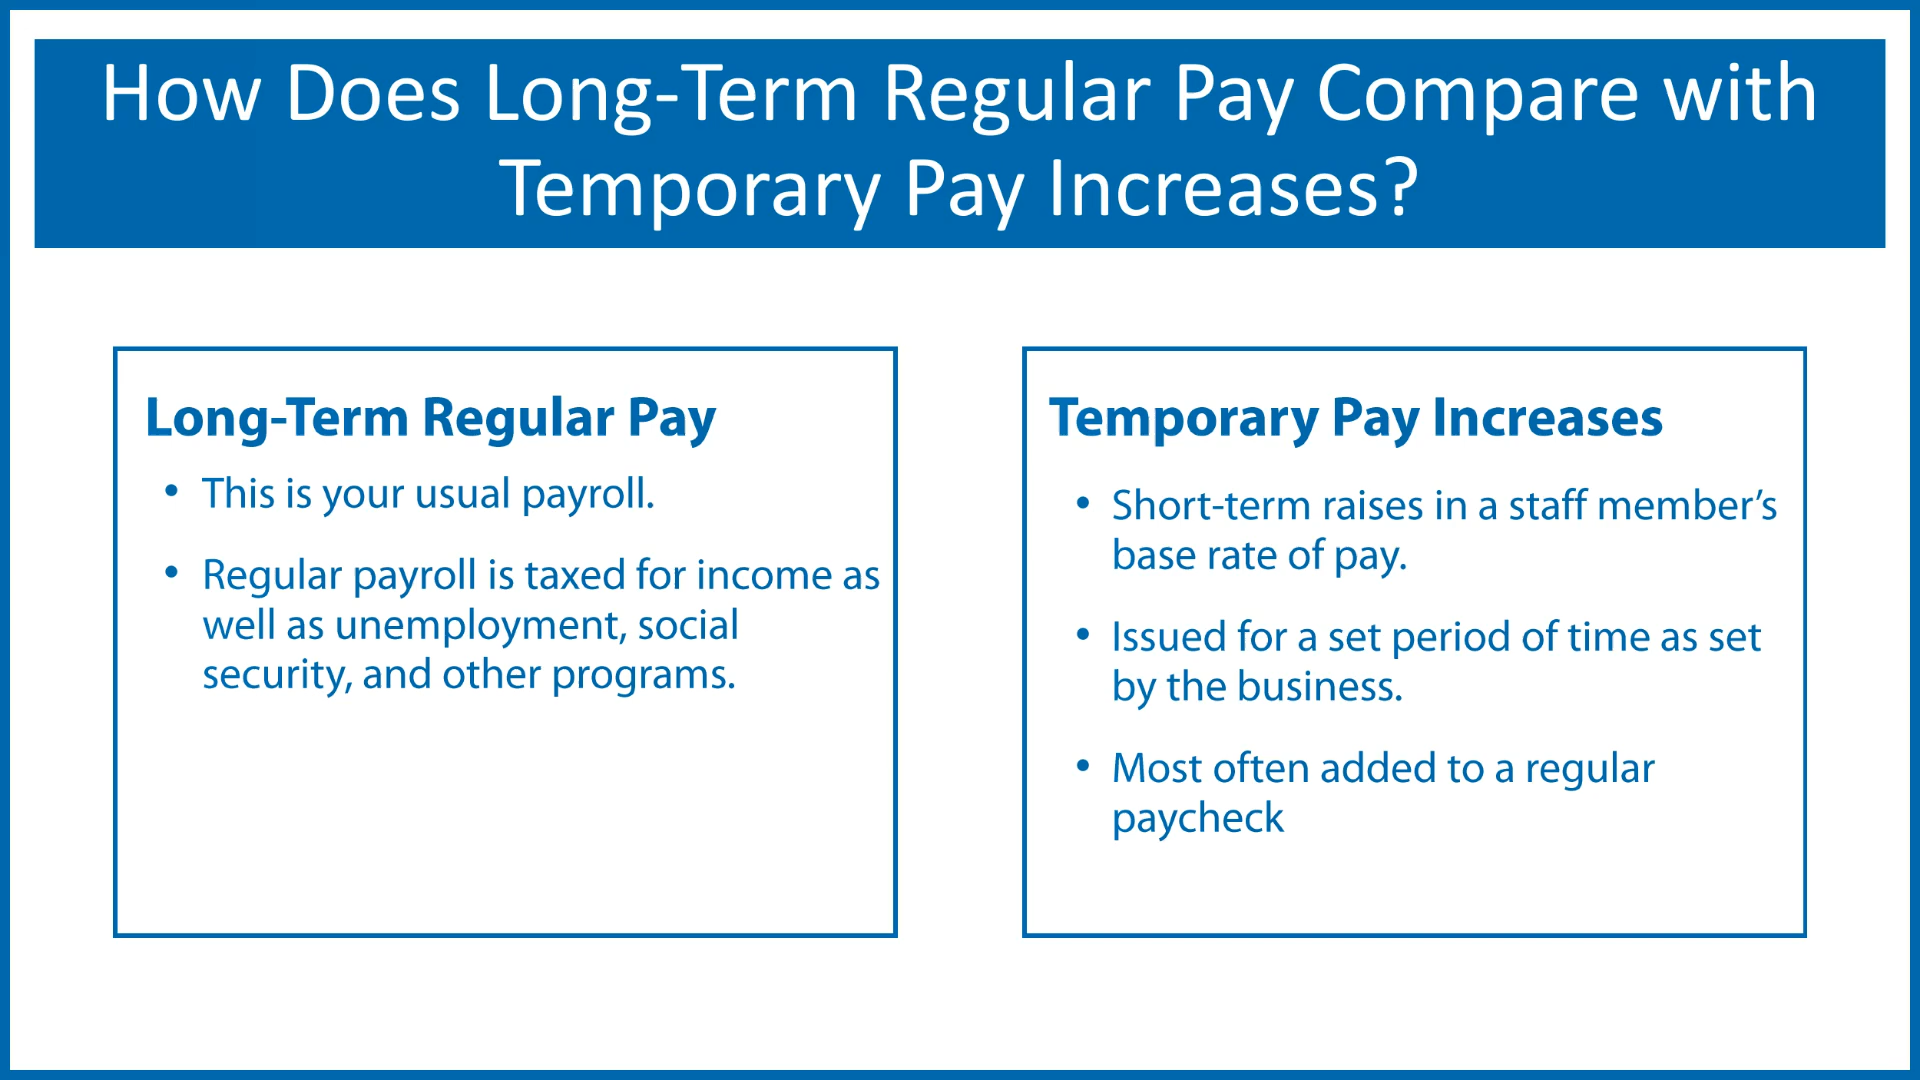 How Does Long-Term Regular Pay Compare with
Temporary Pay Increases?
Long-Term Regular Pay
• This is your usual payroll.
• Regular payroll is taxed for income as
well as unemployment, social
security, and other programs.
Temporary Pay Increases
• Short-term raises in a staff member’s
base rate of pay.
• Issued for a set period of time as set
by the business.
• Most often added to a regular
paycheck